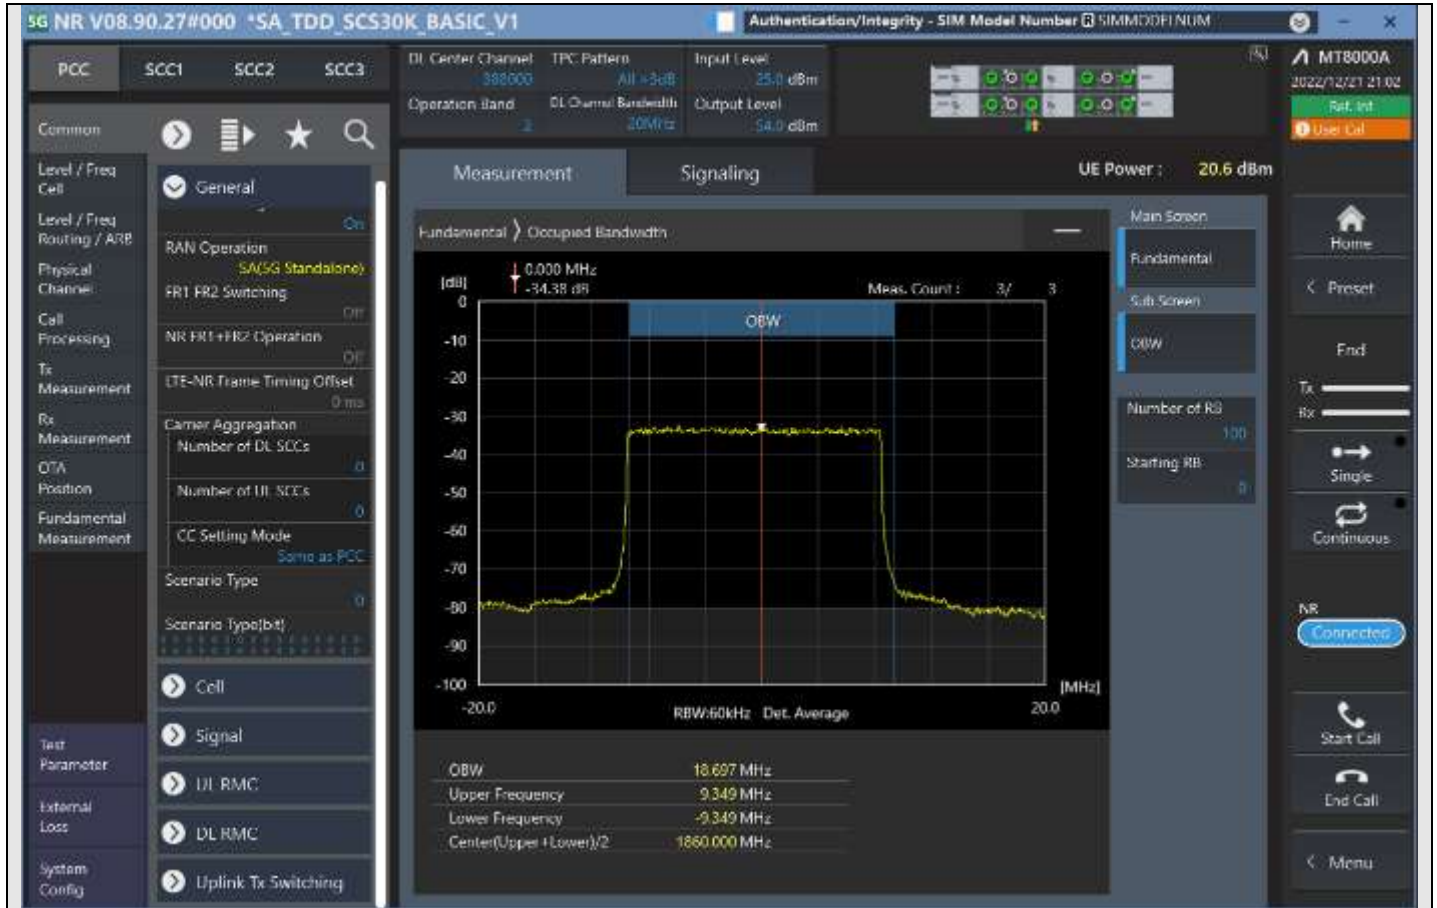 5G NR V08.90.27#000 *SA_TDD_SCS30K_BASIC_V1
Authentication/Integrity - SIM Model Number SIMMODELNUM
PCC SCC1 SCC2 SCC3
DL Center Channel
388000
TPC Pattern
All +3dB
Input Level
25.0 dBm
Operation Band
2
DL Channel Bandwidth
20MHz
Output Level
-54.0 dBm
MT8000A
2022/12/21 21:02
Ref. Int
User Cal
Common
Level / Freq
Cell
Level / Freq
Routing / ARB
Physical
Channel
Call
Processing
Tx
Measurement
Rx
Measurement
OTA
Position
Fundamental
Measurement
Test
Parameter
External
Loss
System
Config
General
On
RAN Operation
SA(5G Standalone)
FR1 FR2 Switching
Off
NR FR1+FR2 Operation
Off
LTE-NR Frame Timing Offset
0 ms
Carrier Aggregation
Number of DL SCCs
0
Number of UL SCCs
0
CC Setting Mode
Same as PCC
Scenario Type
0
Scenario Type(bit)
Cell
Signal
UL RMC
DL RMC
Uplink Tx Switching
Measurement
Signaling
UE Power : 20.6 dBm
Fundamental Occupied Bandwidth
[dB]
0.000 MHz
-34.38 dB
Meas. Count : 3/ 3
OBW
0
-10
-20
-30
-40
-50
-60
-70
-80
-90
-100
[MHz]
-20.0
RBW:60kHz Det. Average
20.0
OBW 18.697 MHz
Upper Frequency 9.349 MHz
Lower Frequency -9.349 MHz
Center(Upper+Lower)/2 1860.000 MHz
Main Screen
Fundamental
Sub Screen
OBW
Number of RB
100
Starting RB
0
Home
Preset
End
Tx
Rx
Single
Continuous
NR
Connected
Start Call
End Call
Menu